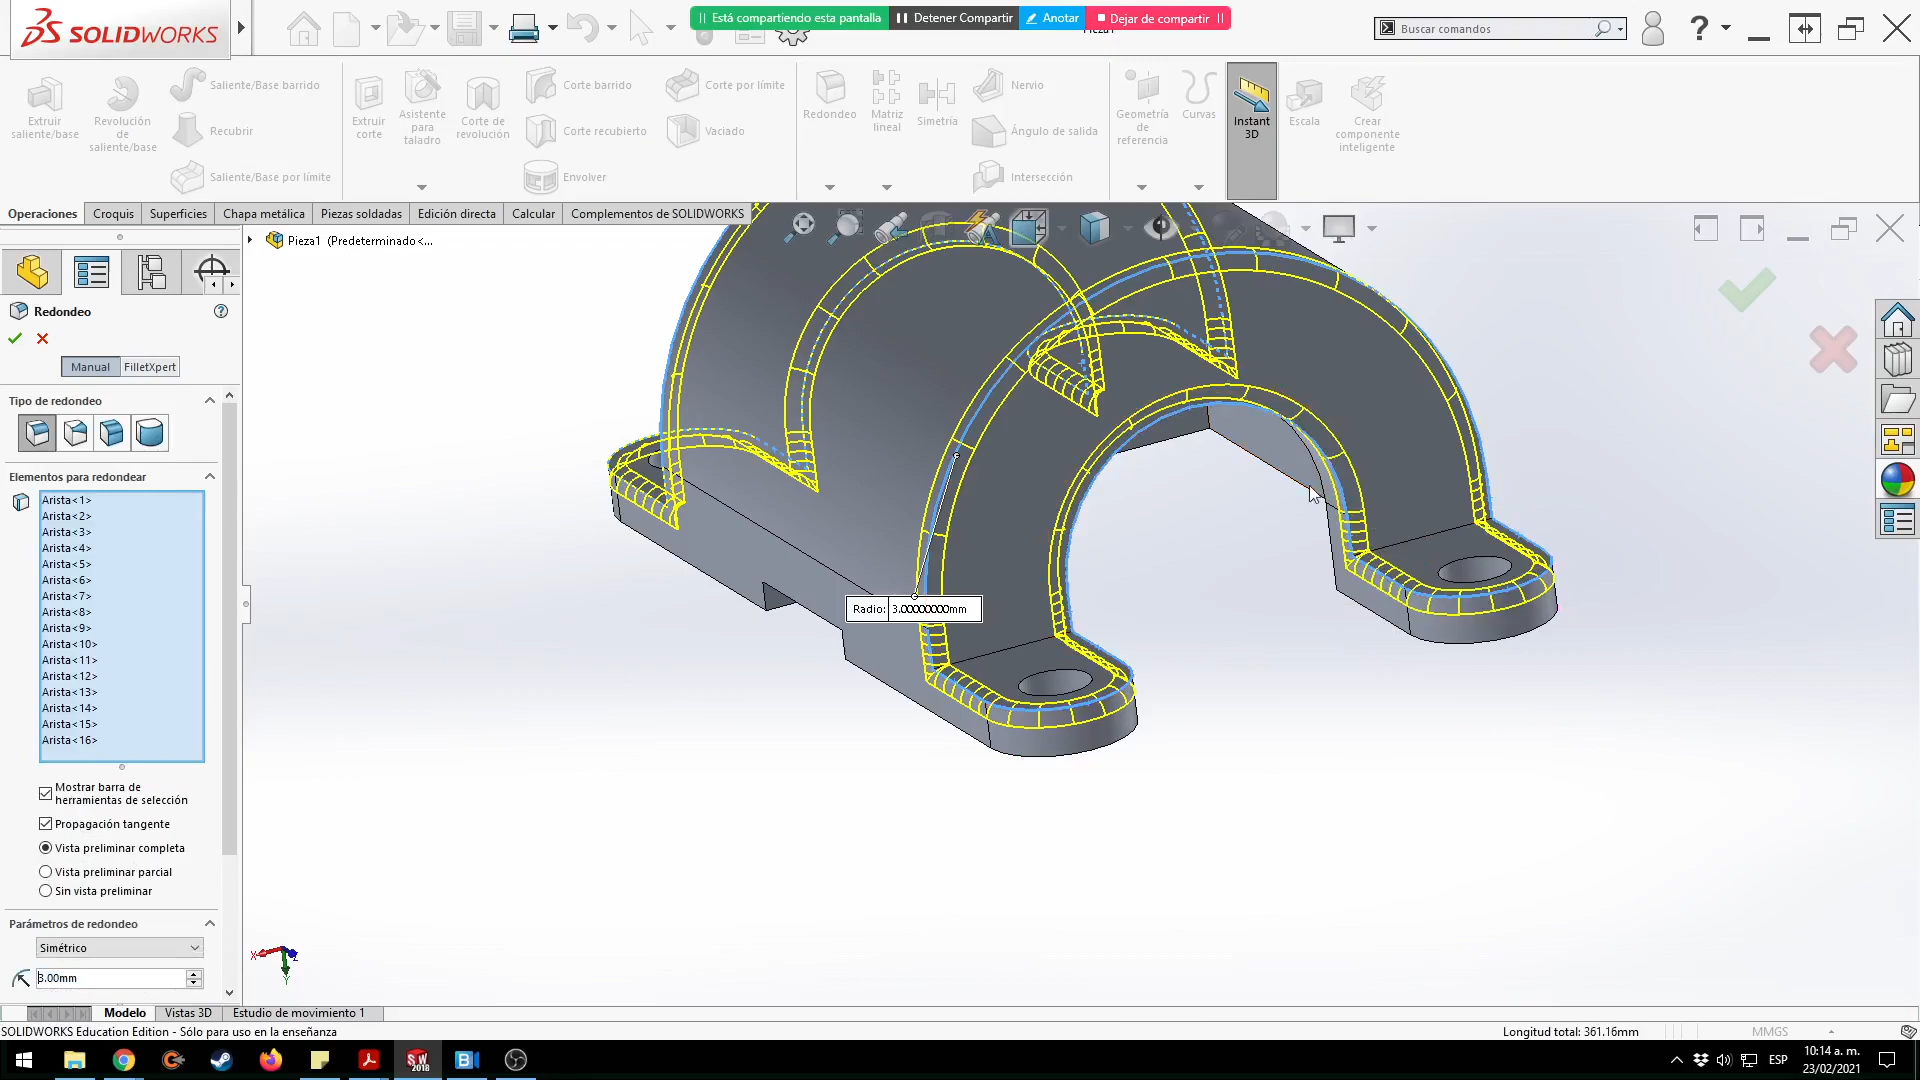 SOLIDWORKS
Está compartiendo esta pantalla
Detener Compartir
Anotar
Dejar de compartir
Pieza1
Buscar comandos
?
Extruir saliente/base
Revolución de saliente/base
Saliente/Base barrido
Recubrir
Saliente/Base por límite
Extruir corte
Asistente para taladro
Corte de revolución
Corte barrido
Corte recubierto
Envolver
Corte por límite
Vaciado
Redondeo
Matriz lineal
Simetría
Nervio
Ángulo de salida
Intersección
Geometría de referencia
Curvas
Instant 3D
Escala
Crear componente inteligente
Operaciones
Croquis
Superficies
Chapa metálica
Piezas soldadas
Edición directa
Calcular
Complementos de SOLIDWORKS
Pieza1 (Predeterminado<...
Redondeo
Manual
FilletXpert
Tipo de redondeo
Elementos para redondear
Arista<1>
Arista<2>
Arista<3>
Arista<4>
Arista<5>
Arista<6>
Arista<7>
Arista<8>
Arista<9>
Arista<10>
Arista<11>
Arista<12>
Arista<13>
Arista<14>
Arista<15>
Arista<16>
Mostrar barra de
herramientas de selección
Propagación tangente
Vista preliminar completa
Vista preliminar parcial
Sin vista preliminar
Parámetros de redondeo
Simétrico
3.00mm
Radio: 3.00000000mm
X
Y
Z
Modelo
Vistas 3D
Estudio de movimiento 1
SOLIDWORKS Education Edition - Sólo para uso en la enseñanza
Longitud total: 361.16mm
MMGS
SW
2018
ESP
10:14 a. m.
23/02/2021